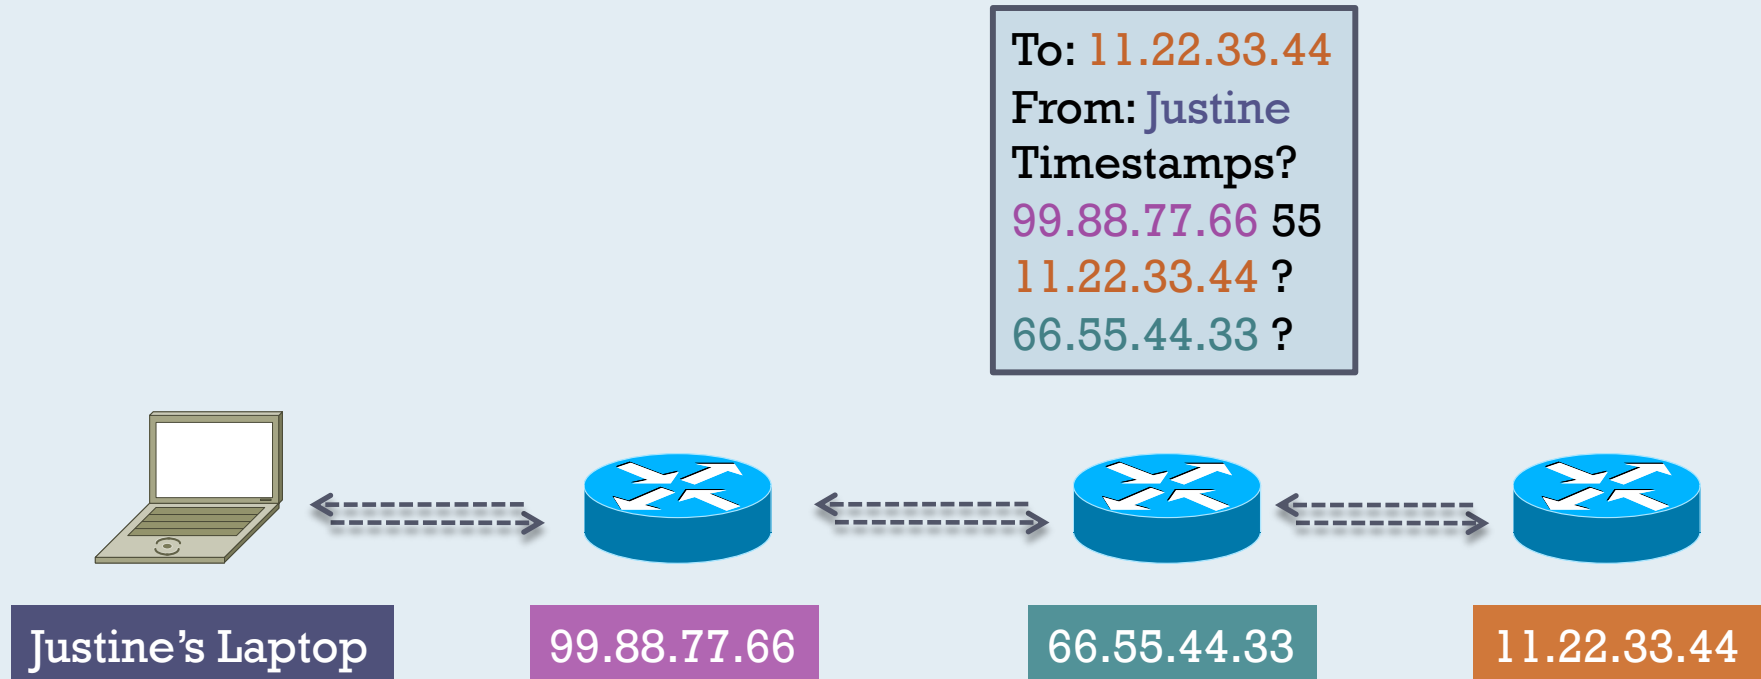 To: 11.22.33.44
From: Justine
Timestamps?
99.88.77.66 55
11.22.33.44 ?
66.55.44.33 ?
Justine’s Laptop
99.88.77.66
66.55.44.33
11.22.33.44